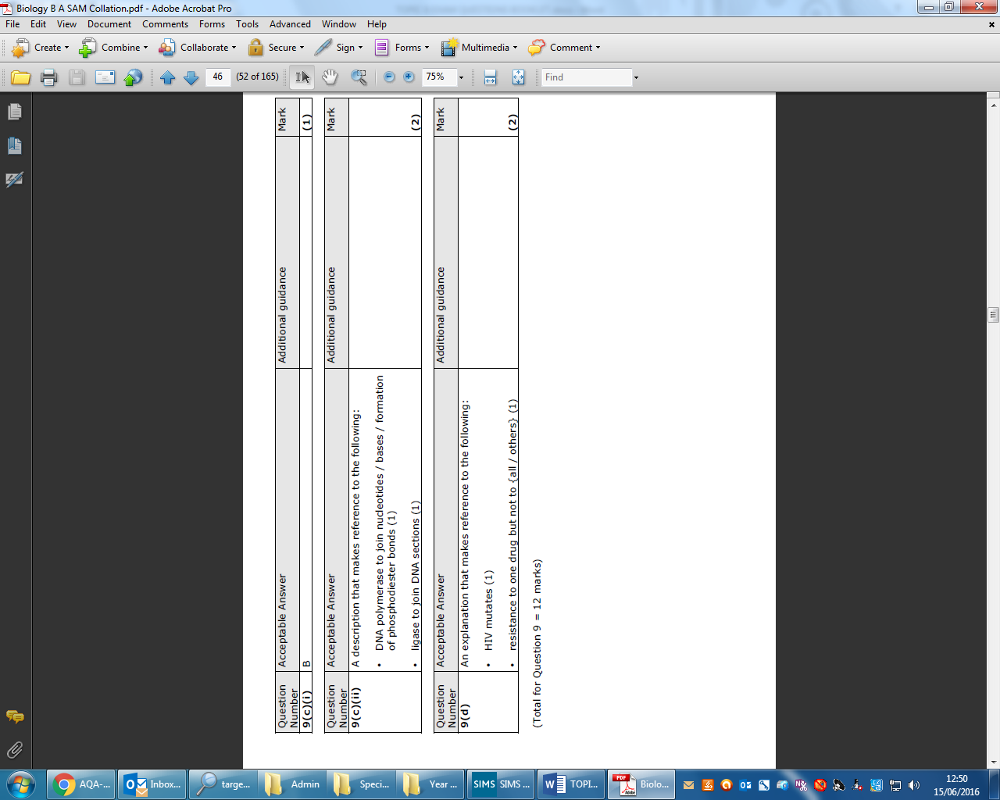 Biology B A SAM Collation.pdf - Adobe Acrobat Pro
File Edit View Document Comments Forms Tools Advanced Window Help
Create Combine Collaborate Secure Sign Forms Multimedia Comment
46 (52 of 165) 75% Find
Question Number Acceptable Answer Additional guidance Mark
9(c)(i) B (1)
Question Number Acceptable Answer Additional guidance Mark
9(c)(ii) A description that makes reference to the following:
• DNA polymerase to join nucleotides / bases / formation
of phosphodiester bonds (1)
• ligase to join DNA sections (1) (2)
Question Number Acceptable Answer Additional guidance Mark
9(d) An explanation that makes reference to the following:
• HIV mutates (1)
• resistance to one drug but not to {all / others} (1) (2)
(Total for Question 9 = 12 marks)
AQA-... Inbox... targe... Admin Speci... Year ... SIMS SIMS ... TOPI... Biolo... 12:50
15/06/2016